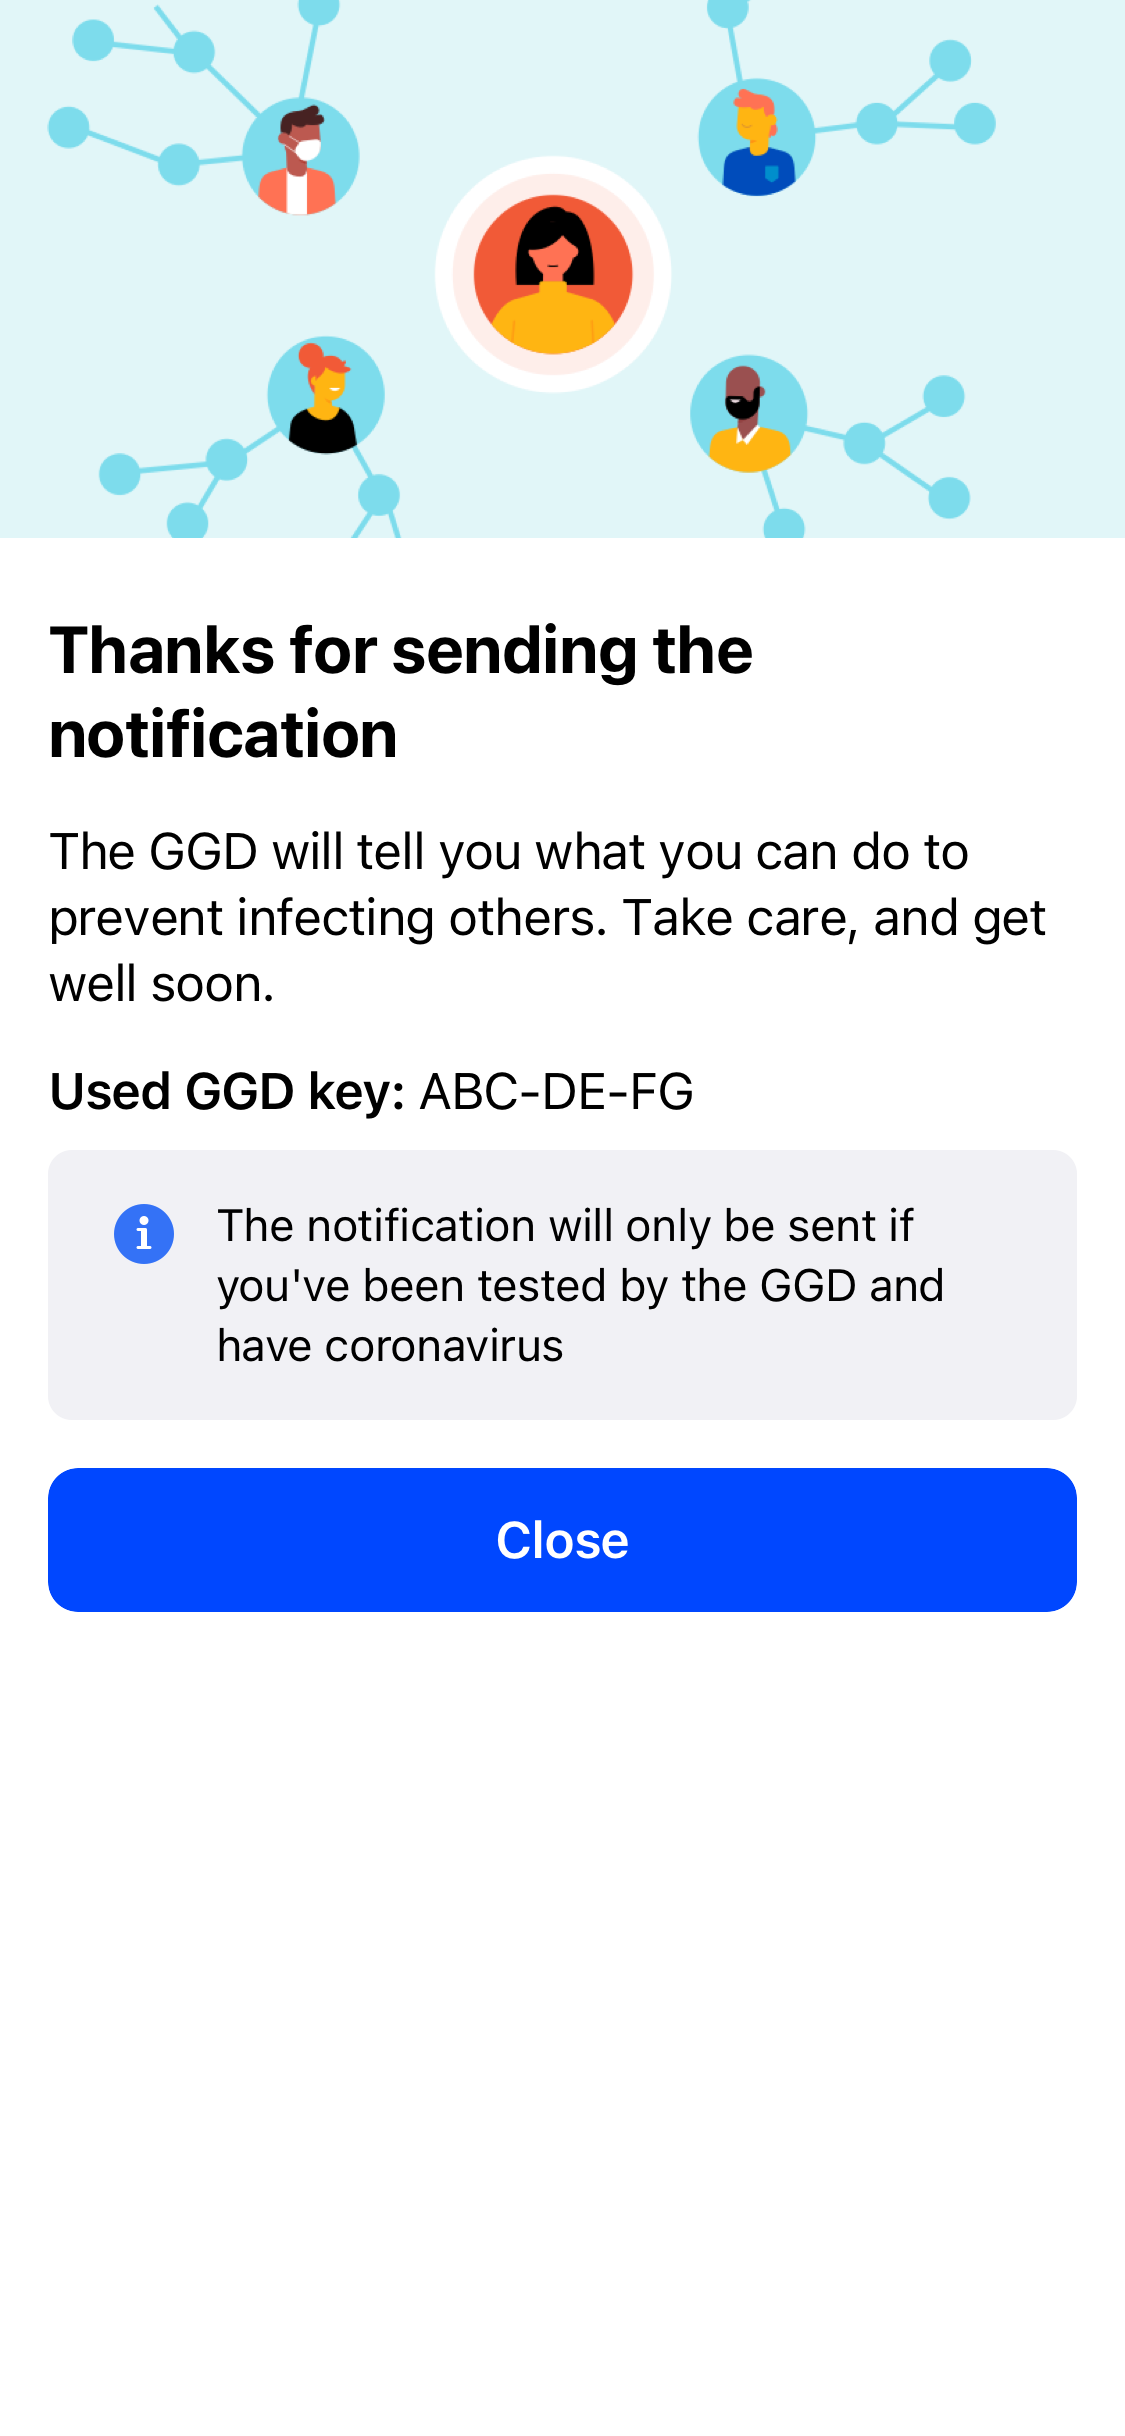 Thanks for sending the
notification
The GGD will tell you what you can do to
prevent infecting others. Take care, and get
well soon.
Used GGD key: ABC-DE-FG
The notification will only be sent if
you've been tested by the GGD and
have coronavirus
Close